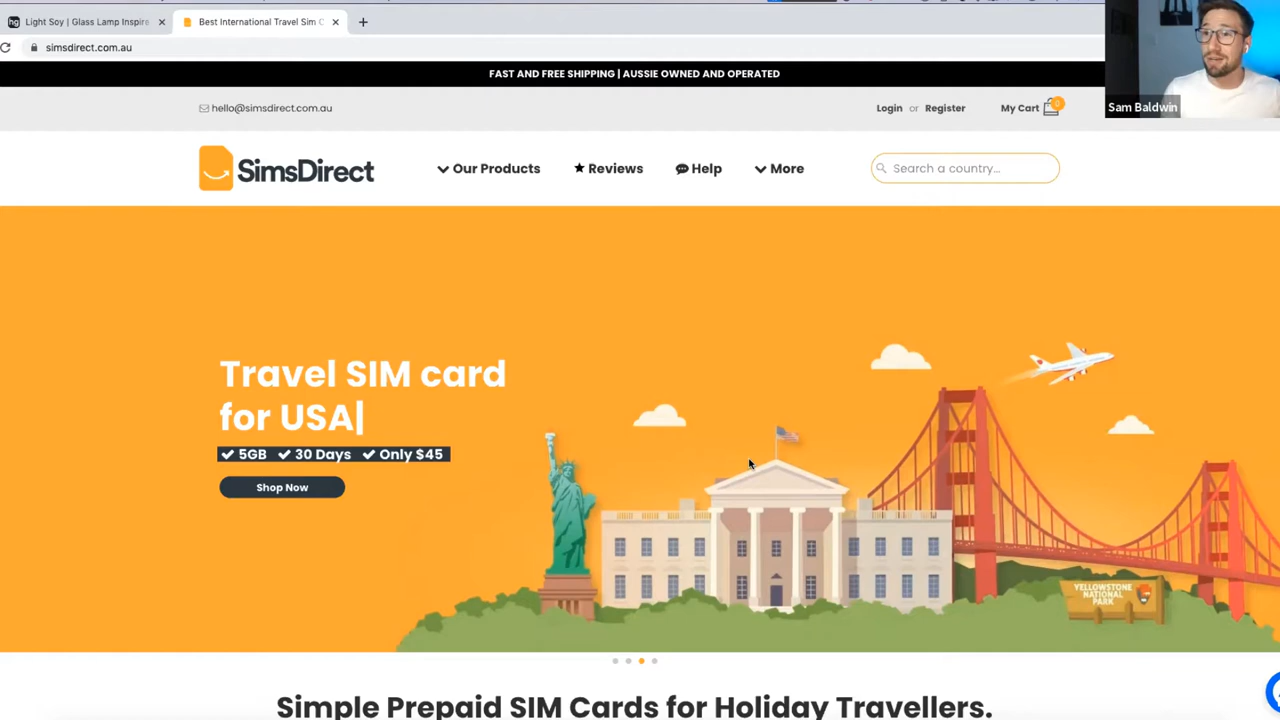 hg Light Soy | Glass Lamp Inspire
Best International Travel Sim C
simsdirect.com.au
FAST AND FREE SHIPPING | AUSSIE OWNED AND OPERATED
hello@simsdirect.com.au
Login or Register
My Cart 0
Sam Baldwin
SimsDirect
Our Products
Reviews
Help
More
Search a country...
Travel SIM card
for USA|
5GB 30 Days Only $45
Shop Now
YELLOWSTONE
NATIONAL
PARK
Simple Prepaid SIM Cards for Holiday Travellers.